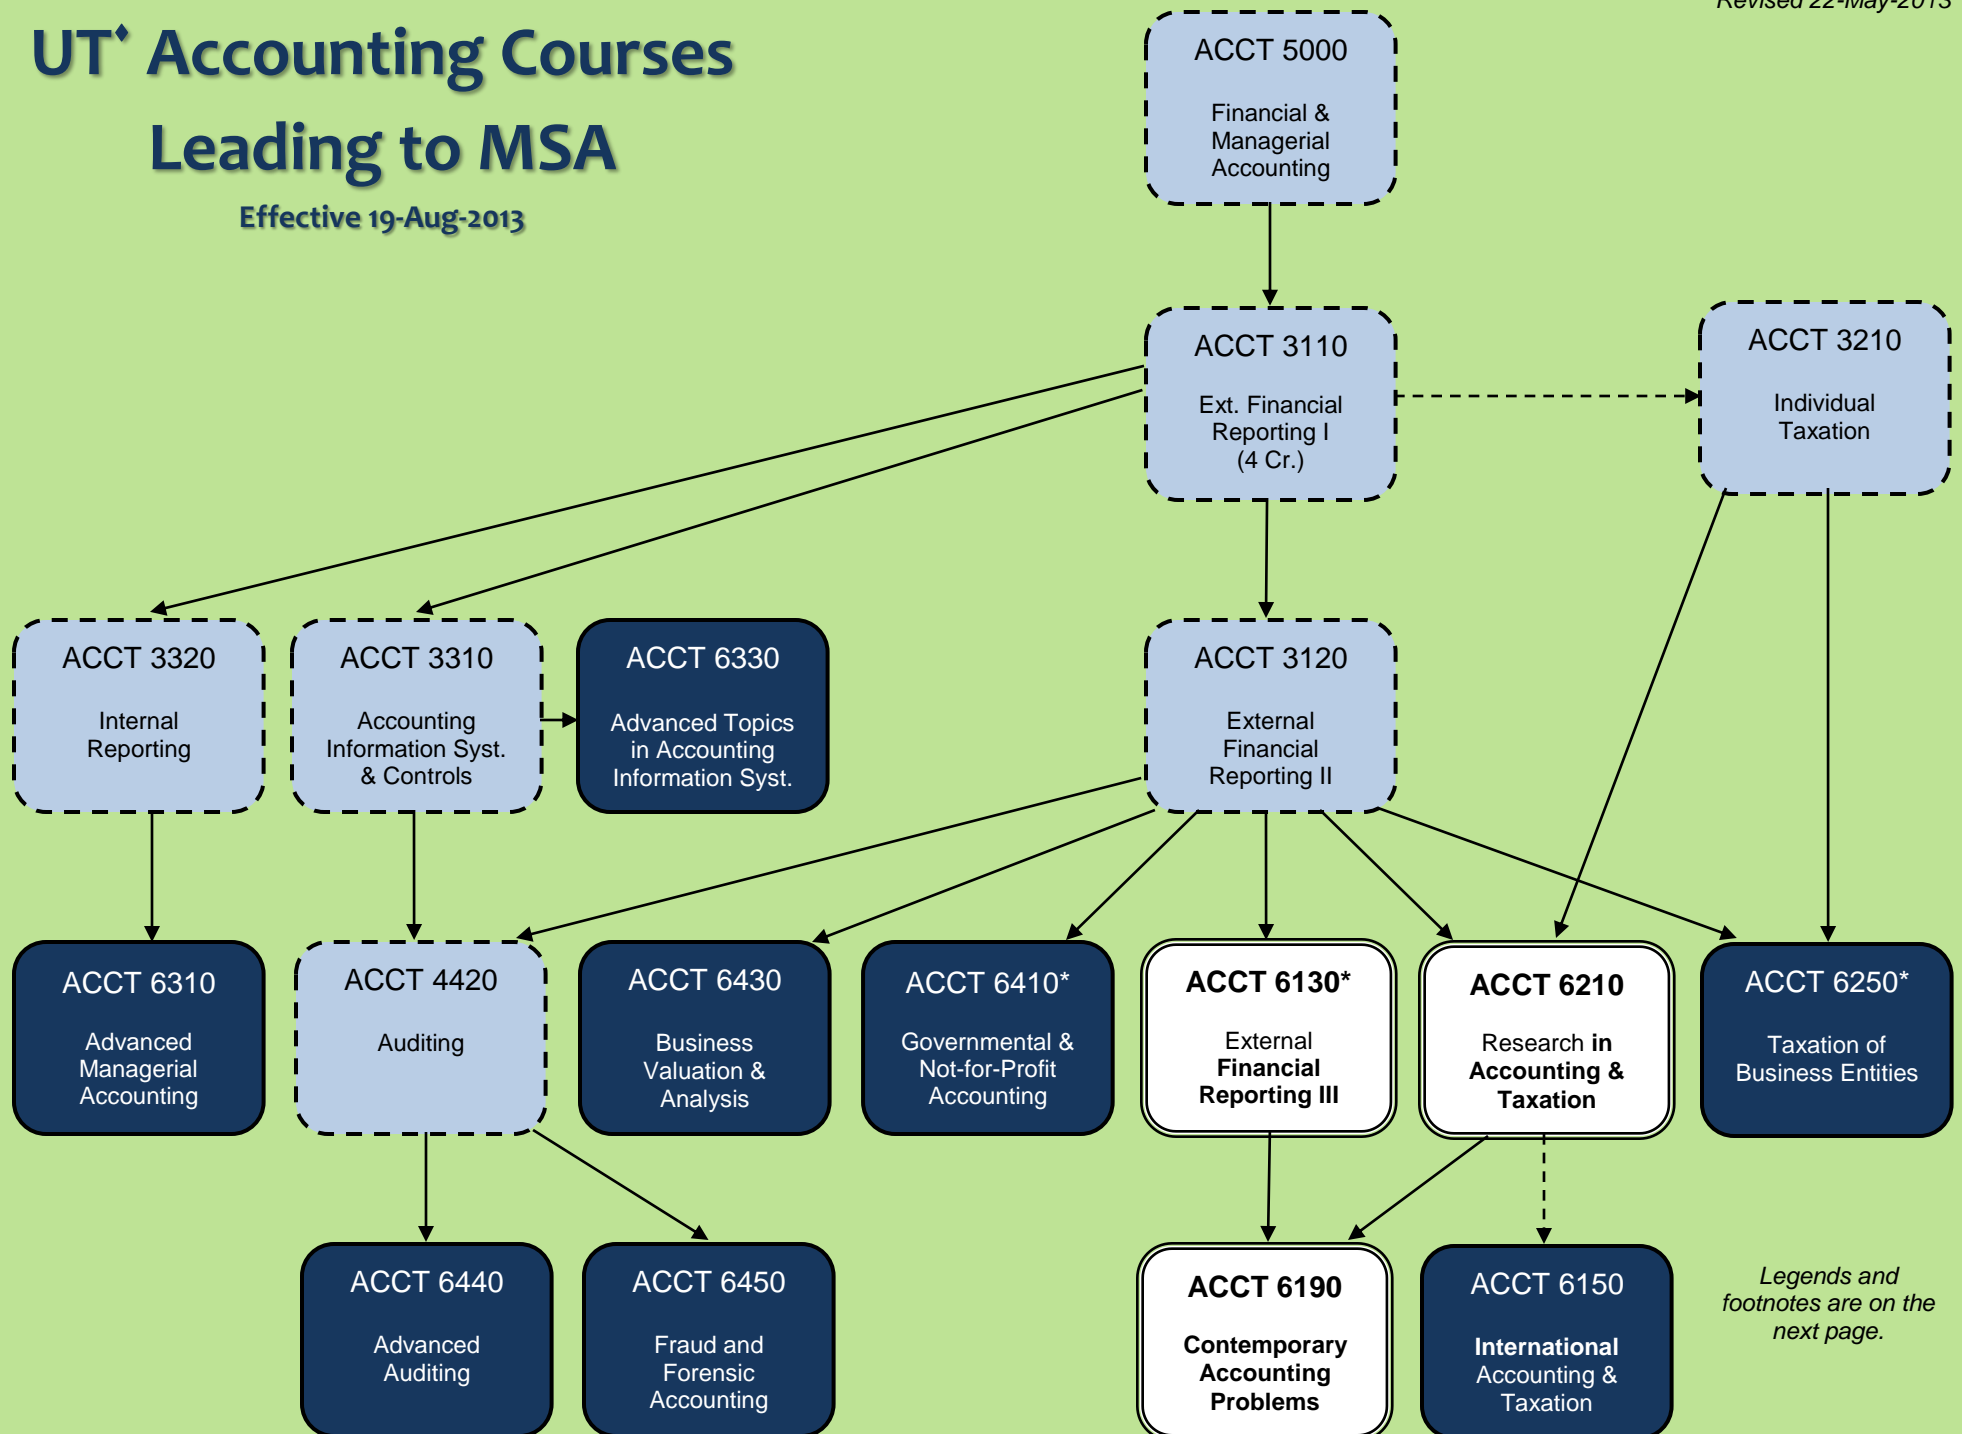 Revised 22-May-2013
UT♦ Accounting Courses
Leading to MSA
Effective 19-Aug-2013
ACCT 5000
Financial &
Managerial
Accounting
ACCT 3110
Ext. Financial
Reporting I
(4 Cr.)
ACCT 3210
Individual
Taxation
ACCT 3320
Internal
Reporting
ACCT 3310
Accounting
Information Syst.
& Controls
ACCT 6330
Advanced Topics
in Accounting
Information Syst.
ACCT 3120
External
Financial
Reporting II
ACCT 6310
Advanced
Managerial
Accounting
ACCT 4420
Auditing
ACCT 6430
Business
Valuation &
Analysis
ACCT 6410*
Governmental &
Not-for-Profit
Accounting
ACCT 6130*
External
Financial
Reporting III
ACCT 6210
Research in
Accounting &
Taxation
ACCT 6250*
Taxation of
Business Entities
ACCT 6440
Advanced
Auditing
ACCT 6450
Fraud and
Forensic
Accounting
ACCT 6190
Contemporary
Accounting
Problems
ACCT 6150
International
Accounting &
Taxation
Legends and
footnotes are on the
next page.